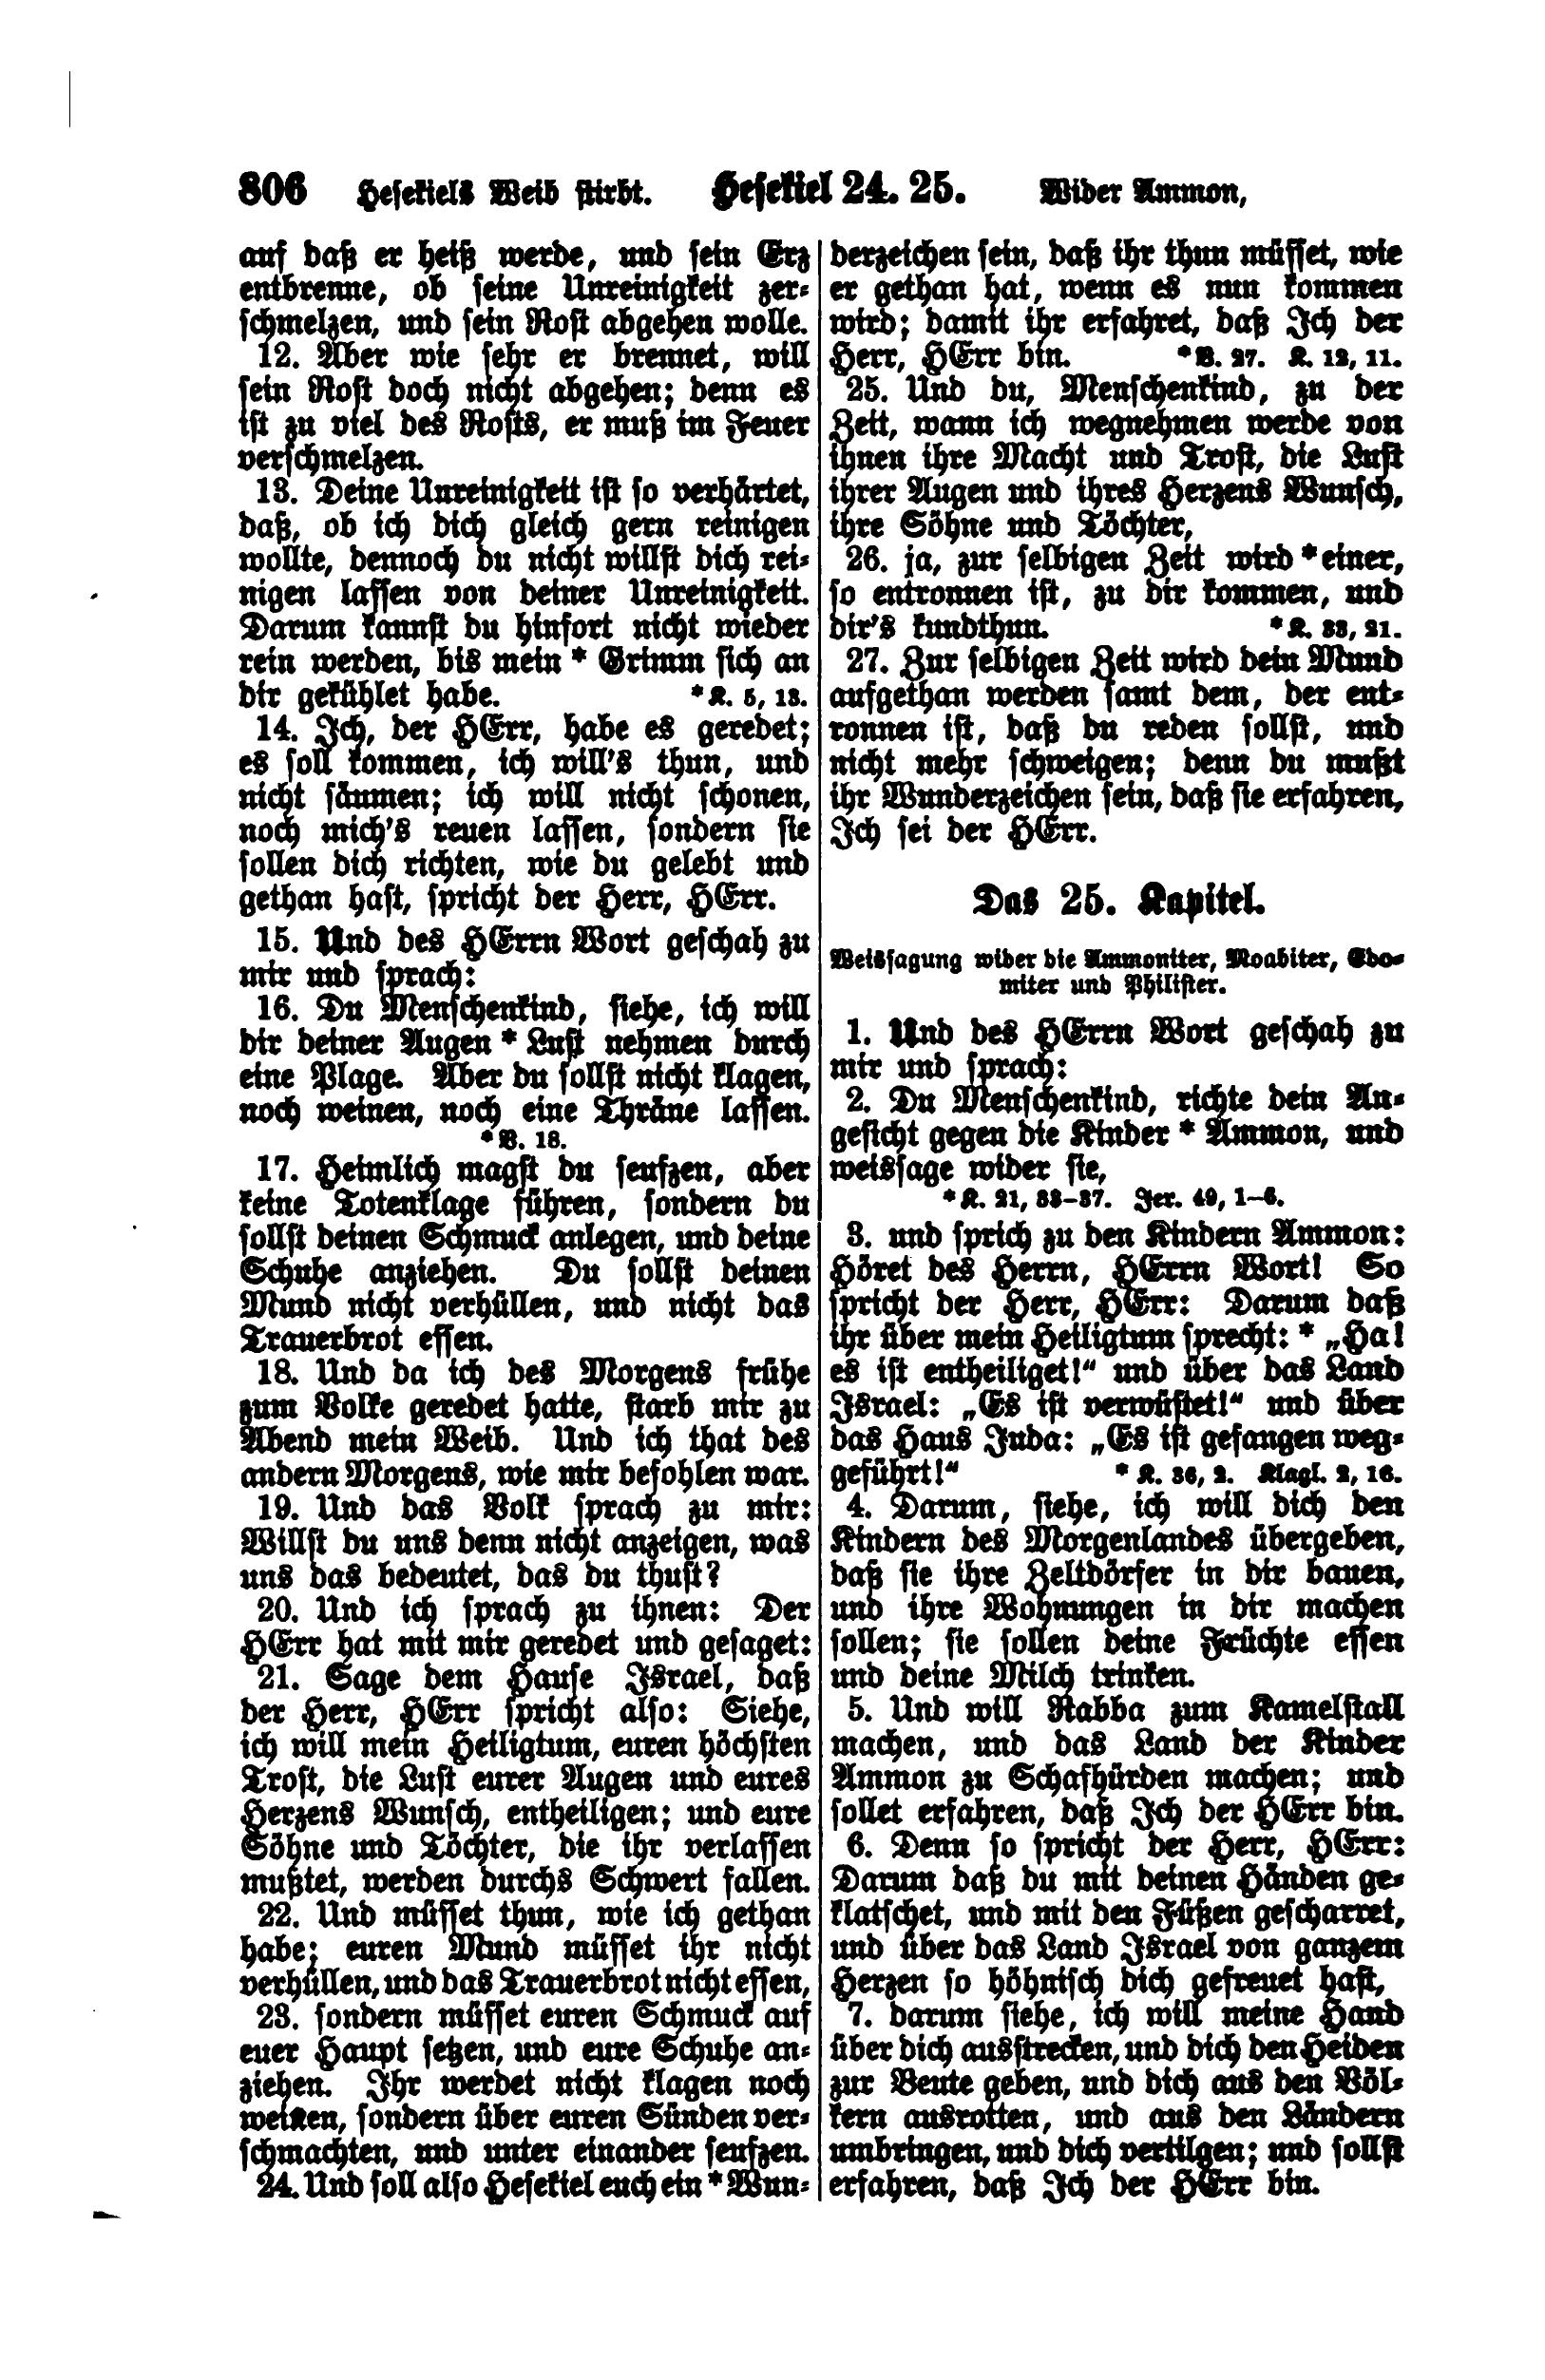 806 Hesekiels Weib stirbt. Hesekiel 24. 25. Wider Ammon,
auf daß er heiß werde, und sein Erz
entbrenne, ob seine Unreinigkeit zer-
schmelzen, und sein Rost abgehen wolle.
12. Aber wie sehr er brennet, will
sein Rost doch nicht abgehen; denn es
ist zu viel des Rosts, er muß im Feuer
verschmelzen.
13. Deine Unreinigkeit ist so verhärtet,
daß, ob ich dich gleich gern reinigen
wollte, dennoch du nicht willst dich rei-
nigen lassen von deiner Unreinigkeit.
Darum kannst du hinfort nicht wieder
rein werden, bis mein * Grimm sich an
dir gekühlet habe. *K. 5, 13.
14. Ich, der HErr, habe es geredet;
es soll kommen, ich will's thun, und
nicht säumen; ich will nicht schonen,
noch mich's reuen lassen, sondern sie
sollen dich richten, wie du gelebt und
gethan hast, spricht der Herr, HErr.
15. Und des HErrn Wort geschah zu
mir und sprach:
16. Du Menschenkind, siehe, ich will
dir deiner Augen * Lust nehmen durch
eine Plage. Aber du sollst nicht klagen,
noch weinen, noch eine Thräne lassen.
*V. 18.
17. Heimlich magst du seufzen, aber
keine Totenklage führen, sondern du
sollst deinen Schmuck anlegen, und deine
Schuhe anziehen. Du sollst deinen
Mund nicht verhüllen, und nicht das
Trauerbrot essen.
18. Und da ich des Morgens frühe
zum Volke geredet hatte, starb mir zu
Abend mein Weib. Und ich that des
andern Morgens, wie mir befohlen war.
19. Und das Volk sprach zu mir:
Willst du uns denn nicht anzeigen, was
uns das bedeutet, das du thust?
20. Und ich sprach zu ihnen: Der
HErr hat mit mir geredet und gesaget:
21. Sage dem Hause Israel, daß
der Herr, HErr spricht also: Siehe,
ich will mein Heiligtum, euren höchsten
Trost, die Lust eurer Augen und eures
Herzens Wunsch, entheiligen; und eure
Söhne und Töchter, die ihr verlassen
mußtet, werden durchs Schwert fallen.
22. Und müsset thun, wie ich gethan
habe; euren Mund müsset ihr nicht
verhüllen, und das Trauerbrot nicht essen,
23. sondern müsset euren Schmuck auf
euer Haupt setzen, und eure Schuhe an-
ziehen. Ihr werdet nicht klagen noch
weinen, sondern über euren Sünden ver-
schmachten, und unter einander seufzen.
24. Und soll also Hesekiel euch ein * Wun-
derzeichen sein, daß ihr thun müsset, wie
er gethan hat, wenn es nun kommen
wird; damit ihr erfahret, daß Ich der
Herr, HErr bin. *V. 27. K. 12, 11.
25. Und du, Menschenkind, zu der
Zeit, wann ich wegnehmen werde von
ihnen ihre Macht und Trost, die Lust
ihrer Augen und ihres Herzens Wunsch,
ihre Söhne und Töchter,
26. ja, zur selbigen Zeit wird * einer,
so entronnen ist, zu dir kommen, und
dir's kundthun. *K. 33, 21.
27. Zur selbigen Zeit wird dein Mund
aufgethan werden samt dem, der ent-
ronnen ist, daß du reden sollst, und
nicht mehr schweigen; denn du mußt
ihr Wunderzeichen sein, daß sie erfahren,
Ich sei der HErr.
Das 25. Kapitel.
Weissagung wider die Ammoniter, Moabiter, Edo-
miter und Philister.
1. Und des HErrn Wort geschah zu
mir und sprach:
2. Du Menschenkind, richte dein An-
gesicht gegen die Kinder * Ammon, und
weissage wider sie,
*K. 21, 33–37. Jer. 49, 1–6.
3. und sprich zu den Kindern Ammon:
Höret des Herrn, HErrn Wort! So
spricht der Herr, HErr: Darum daß
ihr über mein Heiligtum sprecht: * „Ha!
es ist entheiliget!“ und über das Land
Israel: „Es ist verwüstet!“ und über
das Haus Juda: „Es ist gefangen weg-
geführt!“ * K. 36, 2. Klagl. 2, 16.
4. Darum, siehe, ich will dich den
Kindern des Morgenlandes übergeben,
daß sie ihre Zeltdörfer in dir bauen,
und ihre Wohnungen in dir machen
sollen; sie sollen deine Früchte essen
und deine Milch trinken.
5. Und will Rabba zum Kamelstall
machen, und das Land der Kinder
Ammon zu Schafhürden machen; und
sollet erfahren, daß Ich der HErr bin.
6. Denn so spricht der Herr, HErr:
Darum daß du mit deinen Händen ge-
klatschet, und mit den Füßen gescharret,
und über das Land Israel von ganzem
Herzen so höhnisch dich gefreuet hast,
7. darum siehe, ich will meine Hand
über dich ausstrecken, und dich den Heiden
zur Beute geben, und dich aus den Völ-
kern ausrotten, und aus den Ländern
umbringen, und dich vertilgen; und sollst
erfahren, daß Ich der HErr bin.